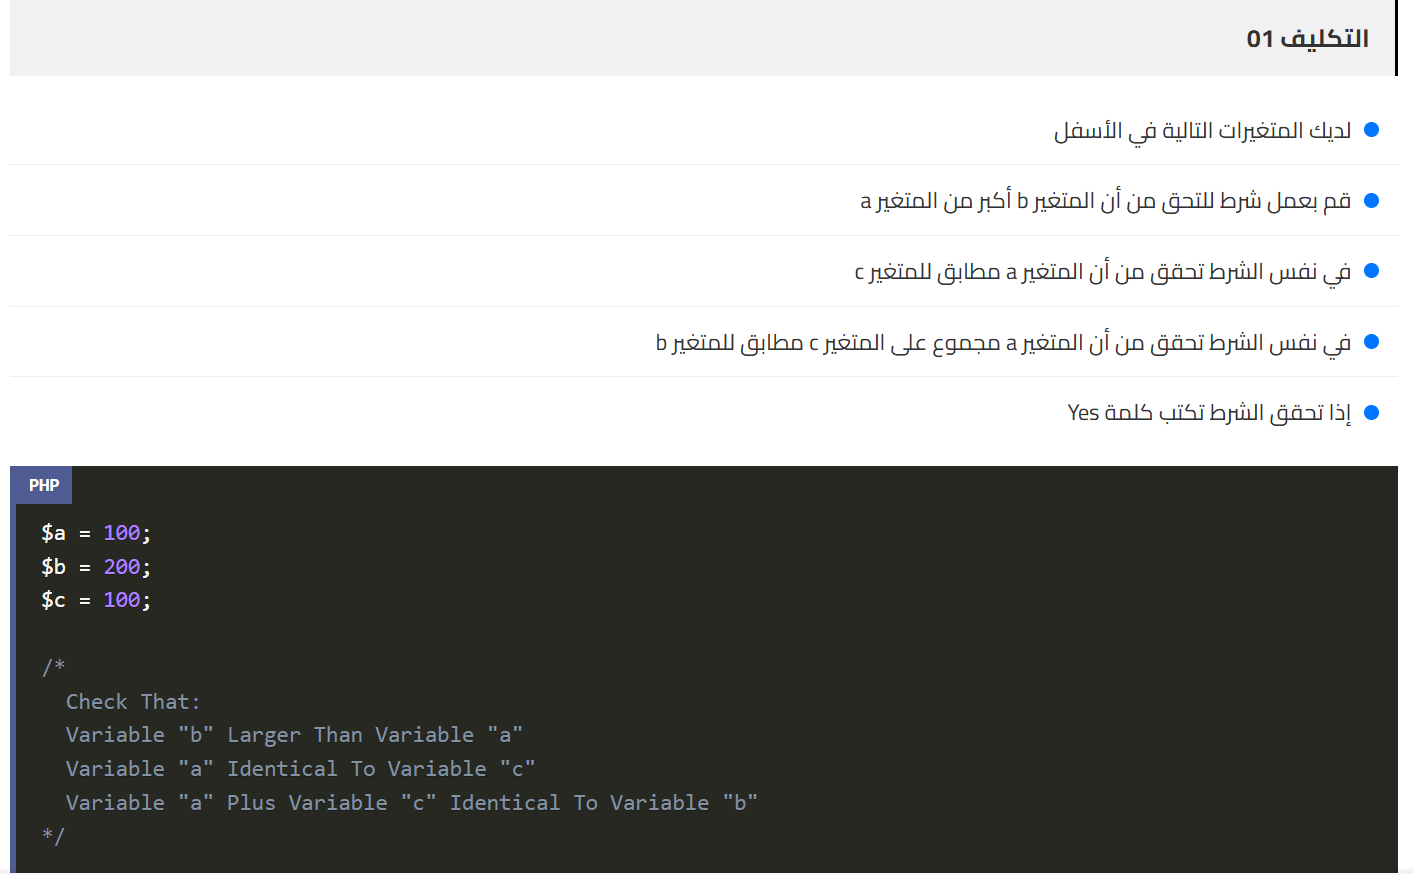 التكليف 01
لديك المتغيرات التالية في الأسفل
قم بعمل شرط للتحق من أن المتغير b أكبر من المتغير a
في نفس الشرط تحقق من أن المتغير a مطابق للمتغير c
في نفس الشرط تحقق من أن المتغير a مجموع على المتغير c مطابق للمتغير b
إذا تحقق الشرط تكتب كلمة Yes
PHP
$a = 100;
$b = 200;
$c = 100;
/*
Check That:
Variable "b" Larger Than Variable "a"
Variable "a" Identical To Variable "c"
Variable "a" Plus Variable "c" Identical To Variable "b"
*/